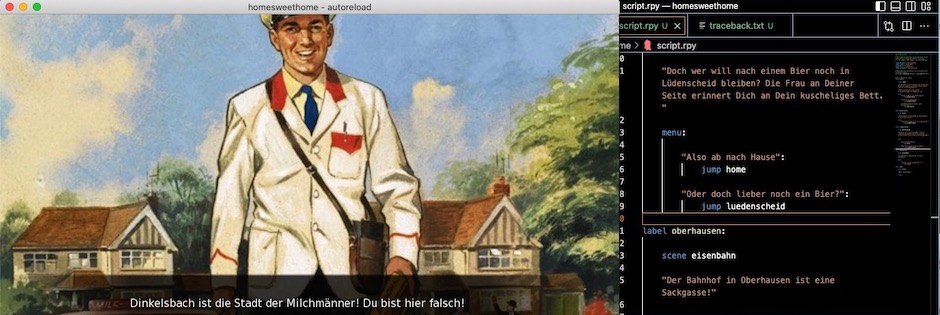 homesweethome - autoreload
Dinkelsbach ist die Stadt der Milchmänner! Du bist hier falsch!
script.rpy — homesweethome
script.rpy U
traceback.txt U
me > script.rpy
0
1 "Doch wer will nach einem Bier noch in
Lüdenscheid bleiben? Die Frau an Deiner
Seite erinnert Dich an Dein kuscheliges Bett.
"
2
3 menu:
4
5 "Also ab nach Hause":
6 jump home
7
8 "Oder doch lieber noch ein Bier?":
9 jump luedenscheid
0
1 label oberhausen:
2
3 scene eisenbahn
4
5 "Der Bahnhof in Oberhausen ist eine
Sackgasse!"
6